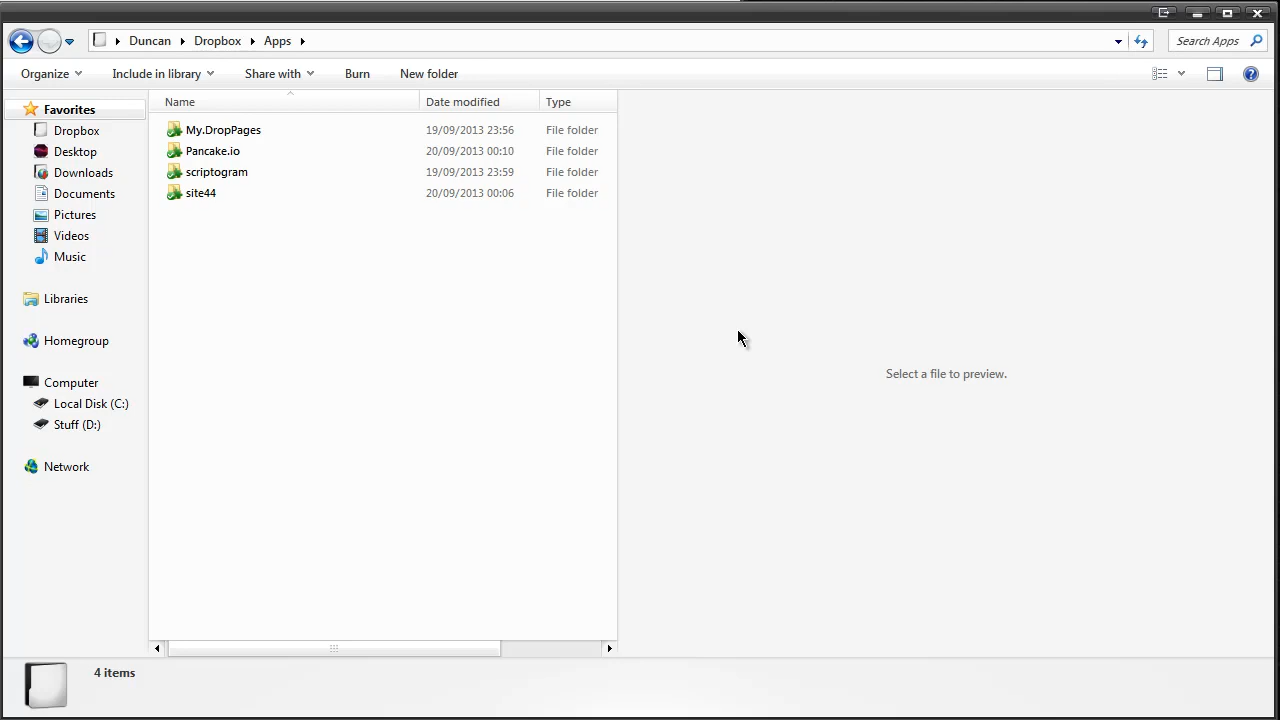 Duncan Dropbox Apps Search Apps
Organize Include in library Share with Burn New folder
Favorites
Dropbox
Desktop
Downloads
Documents
Pictures
Videos
Music
Libraries
Homegroup
Computer
Local Disk (C:)
Stuff (D:)
Network
Name Date modified Type
My.DropPages 19/09/2013 23:56 File folder
Pancake.io 20/09/2013 00:10 File folder
scriptogram 19/09/2013 23:59 File folder
site44 20/09/2013 00:06 File folder
Select a file to preview.
4 items